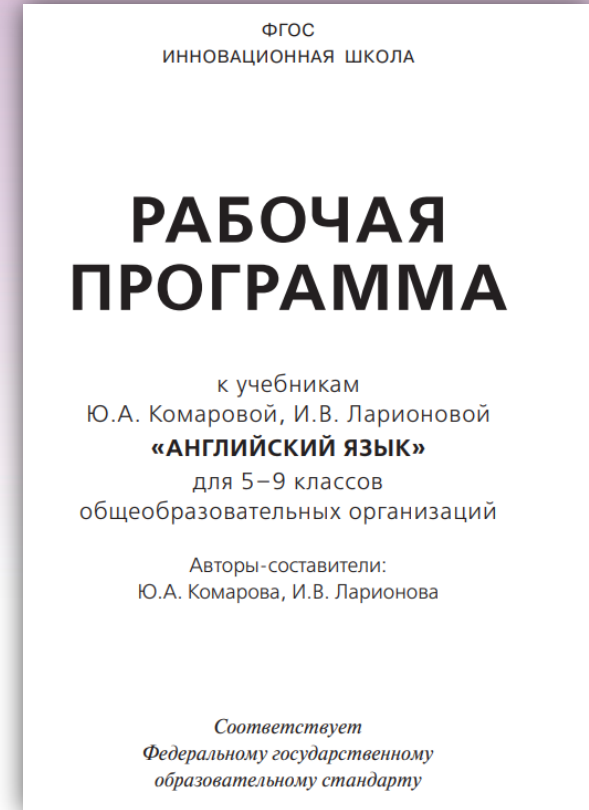 ФГОС
ИННОВАЦИОННАЯ ШКОЛА
РАБОЧАЯ
ПРОГРАММА
к учебникам
Ю.А. Комаровой, И.В. Ларионовой
«АНГЛИЙСКИЙ ЯЗЫК»
для 5–9 классов
общеобразовательных организаций
Авторы-составители:
Ю.А. Комарова, И.В. Ларионова
Соответствует
Федеральному государственному
образовательному стандарту